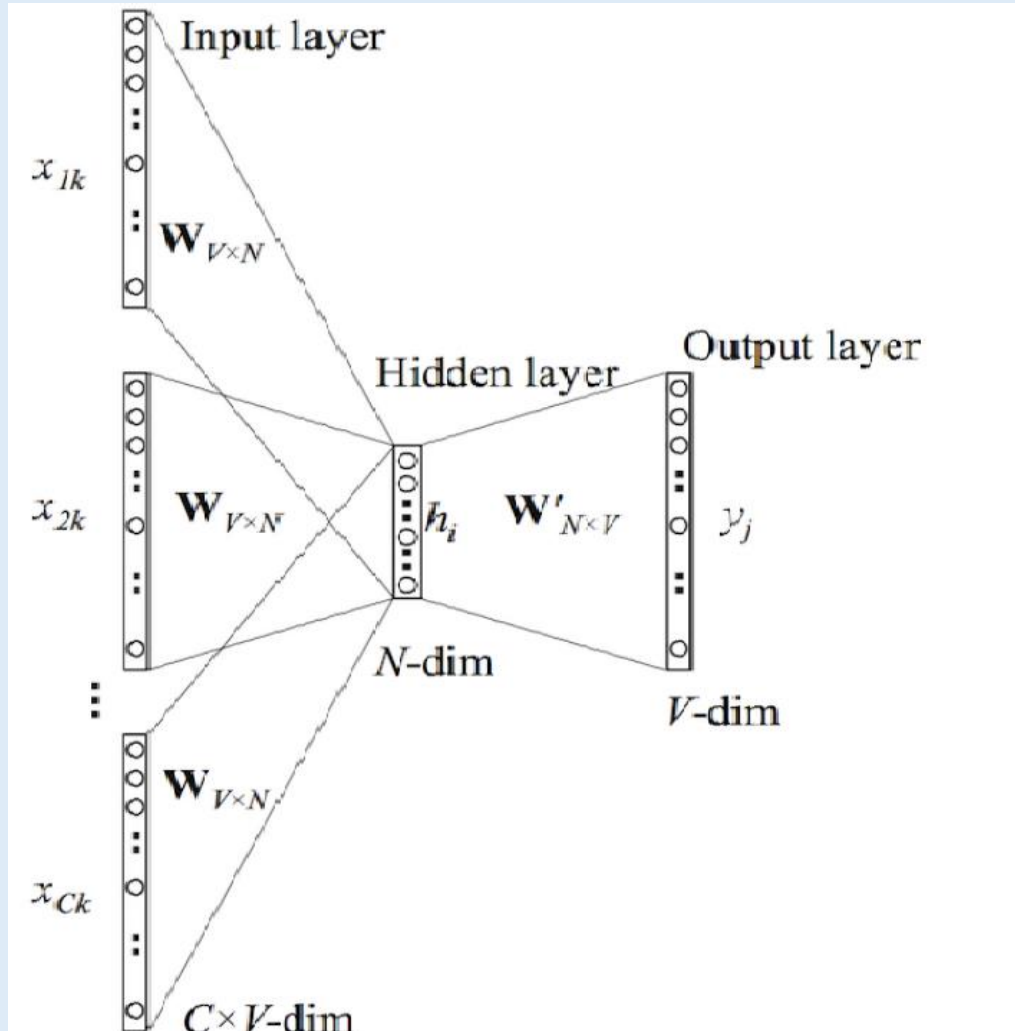 Input layer
x1k
WV×N
Output layer
Hidden layer
x2k
WV×N
hi
W'N×V
yj
N-dim
V-dim
WV×N
xCk
C×V-dim